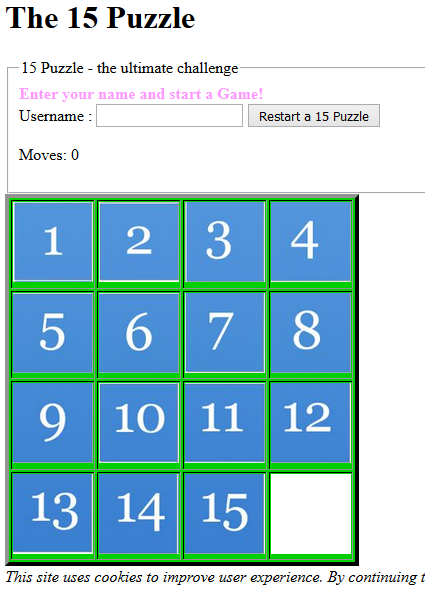 The 15 Puzzle
15 Puzzle - the ultimate challenge
Enter your name and start a Game!
Username : Restart a 15 Puzzle
Moves: 0
1 2 3 4
5 6 7 8
9 10 11 12
13 14 15
This site uses cookies to improve user experience. By continuing t